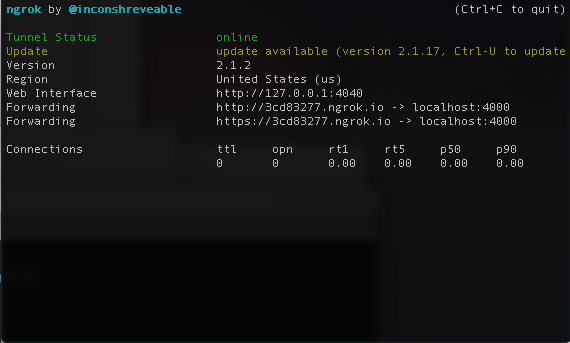 ngrok by @inconshreveable (Ctrl+C to quit)
Tunnel Status online
Update update available (version 2.1.17, Ctrl-U to update
Version 2.1.2
Region United States (us)
Web Interface http://127.0.0.1:4040
Forwarding http://3cd83277.ngrok.io -> localhost:4000
Forwarding https://3cd83277.ngrok.io -> localhost:4000
Connections ttl opn rt1 rt5 p50 p90
0 0 0.00 0.00 0.00 0.00